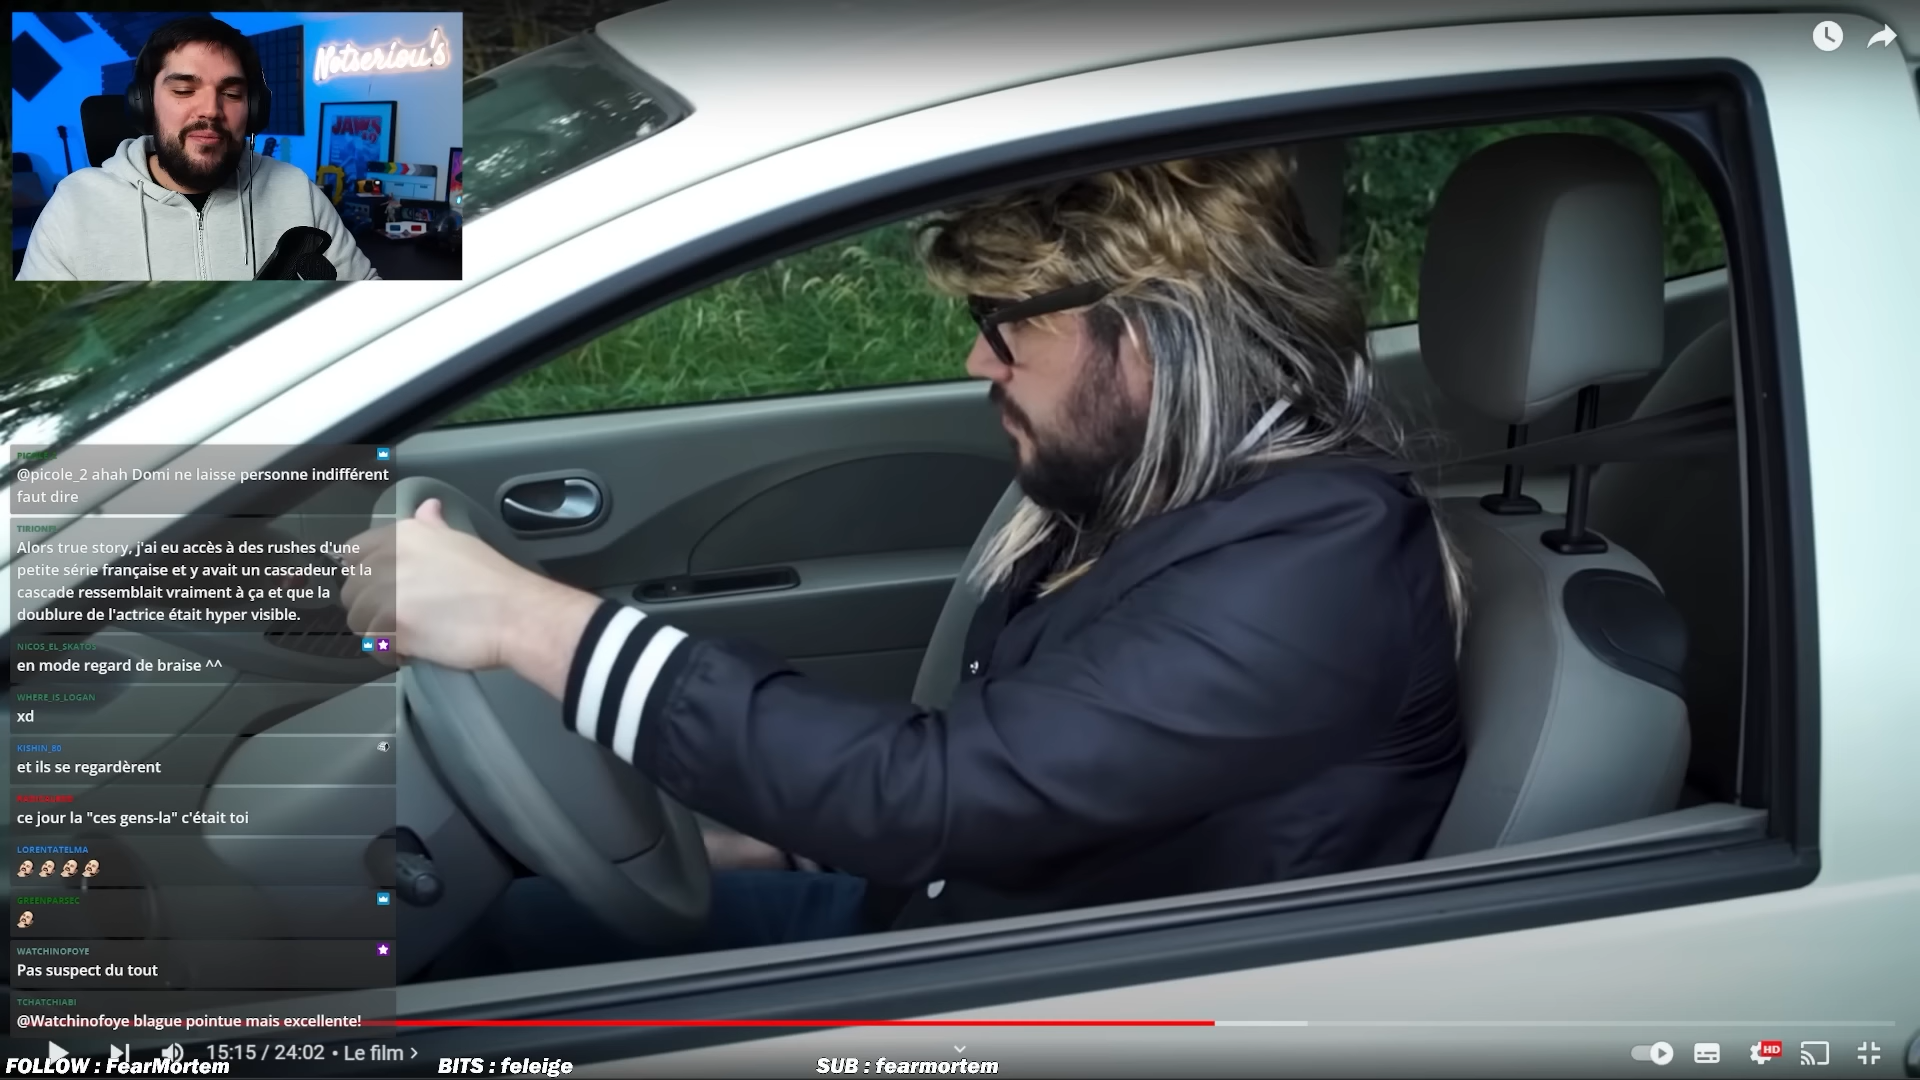 Notseriou's
JAWS
@picole_2 ahah Domi ne laisse personne indifférent
faut dire
Alors true story, j'ai eu accès à des rushes d'une
petite série française et y avait un cascadeur et la
cascade ressemblait vraiment à ça et que la
doublure de l'actrice était hyper visible.
NICOS_EL_SKATOS
en mode regard de braise ^^
WHERE_IS_LOGAN
xd
KISHIN_80
et ils se regardèrent
ce jour la "ces gens-la" c'était toi
LORENTATELMA
GREENPARSEC
WATCHINOFOYE
Pas suspect du tout
TCHATCHIABI
@Watchinofoye blague pointue mais excellente!
15:15 / 24:02 • Le film >
HD
FOLLOW : FearMortem
BITS : feleige
SUB : fearmortem